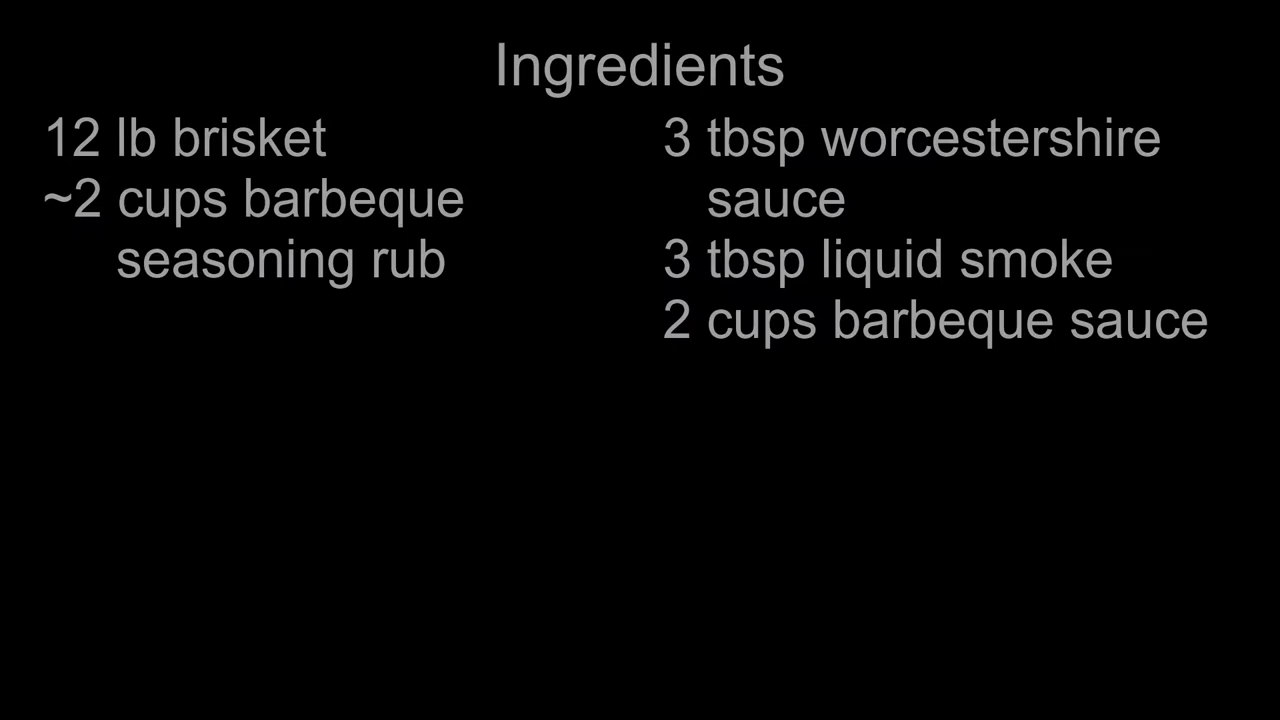 Ingredients
12 lb brisket
~2 cups barbeque
seasoning rub
3 tbsp worcestershire
sauce
3 tbsp liquid smoke
2 cups barbeque sauce